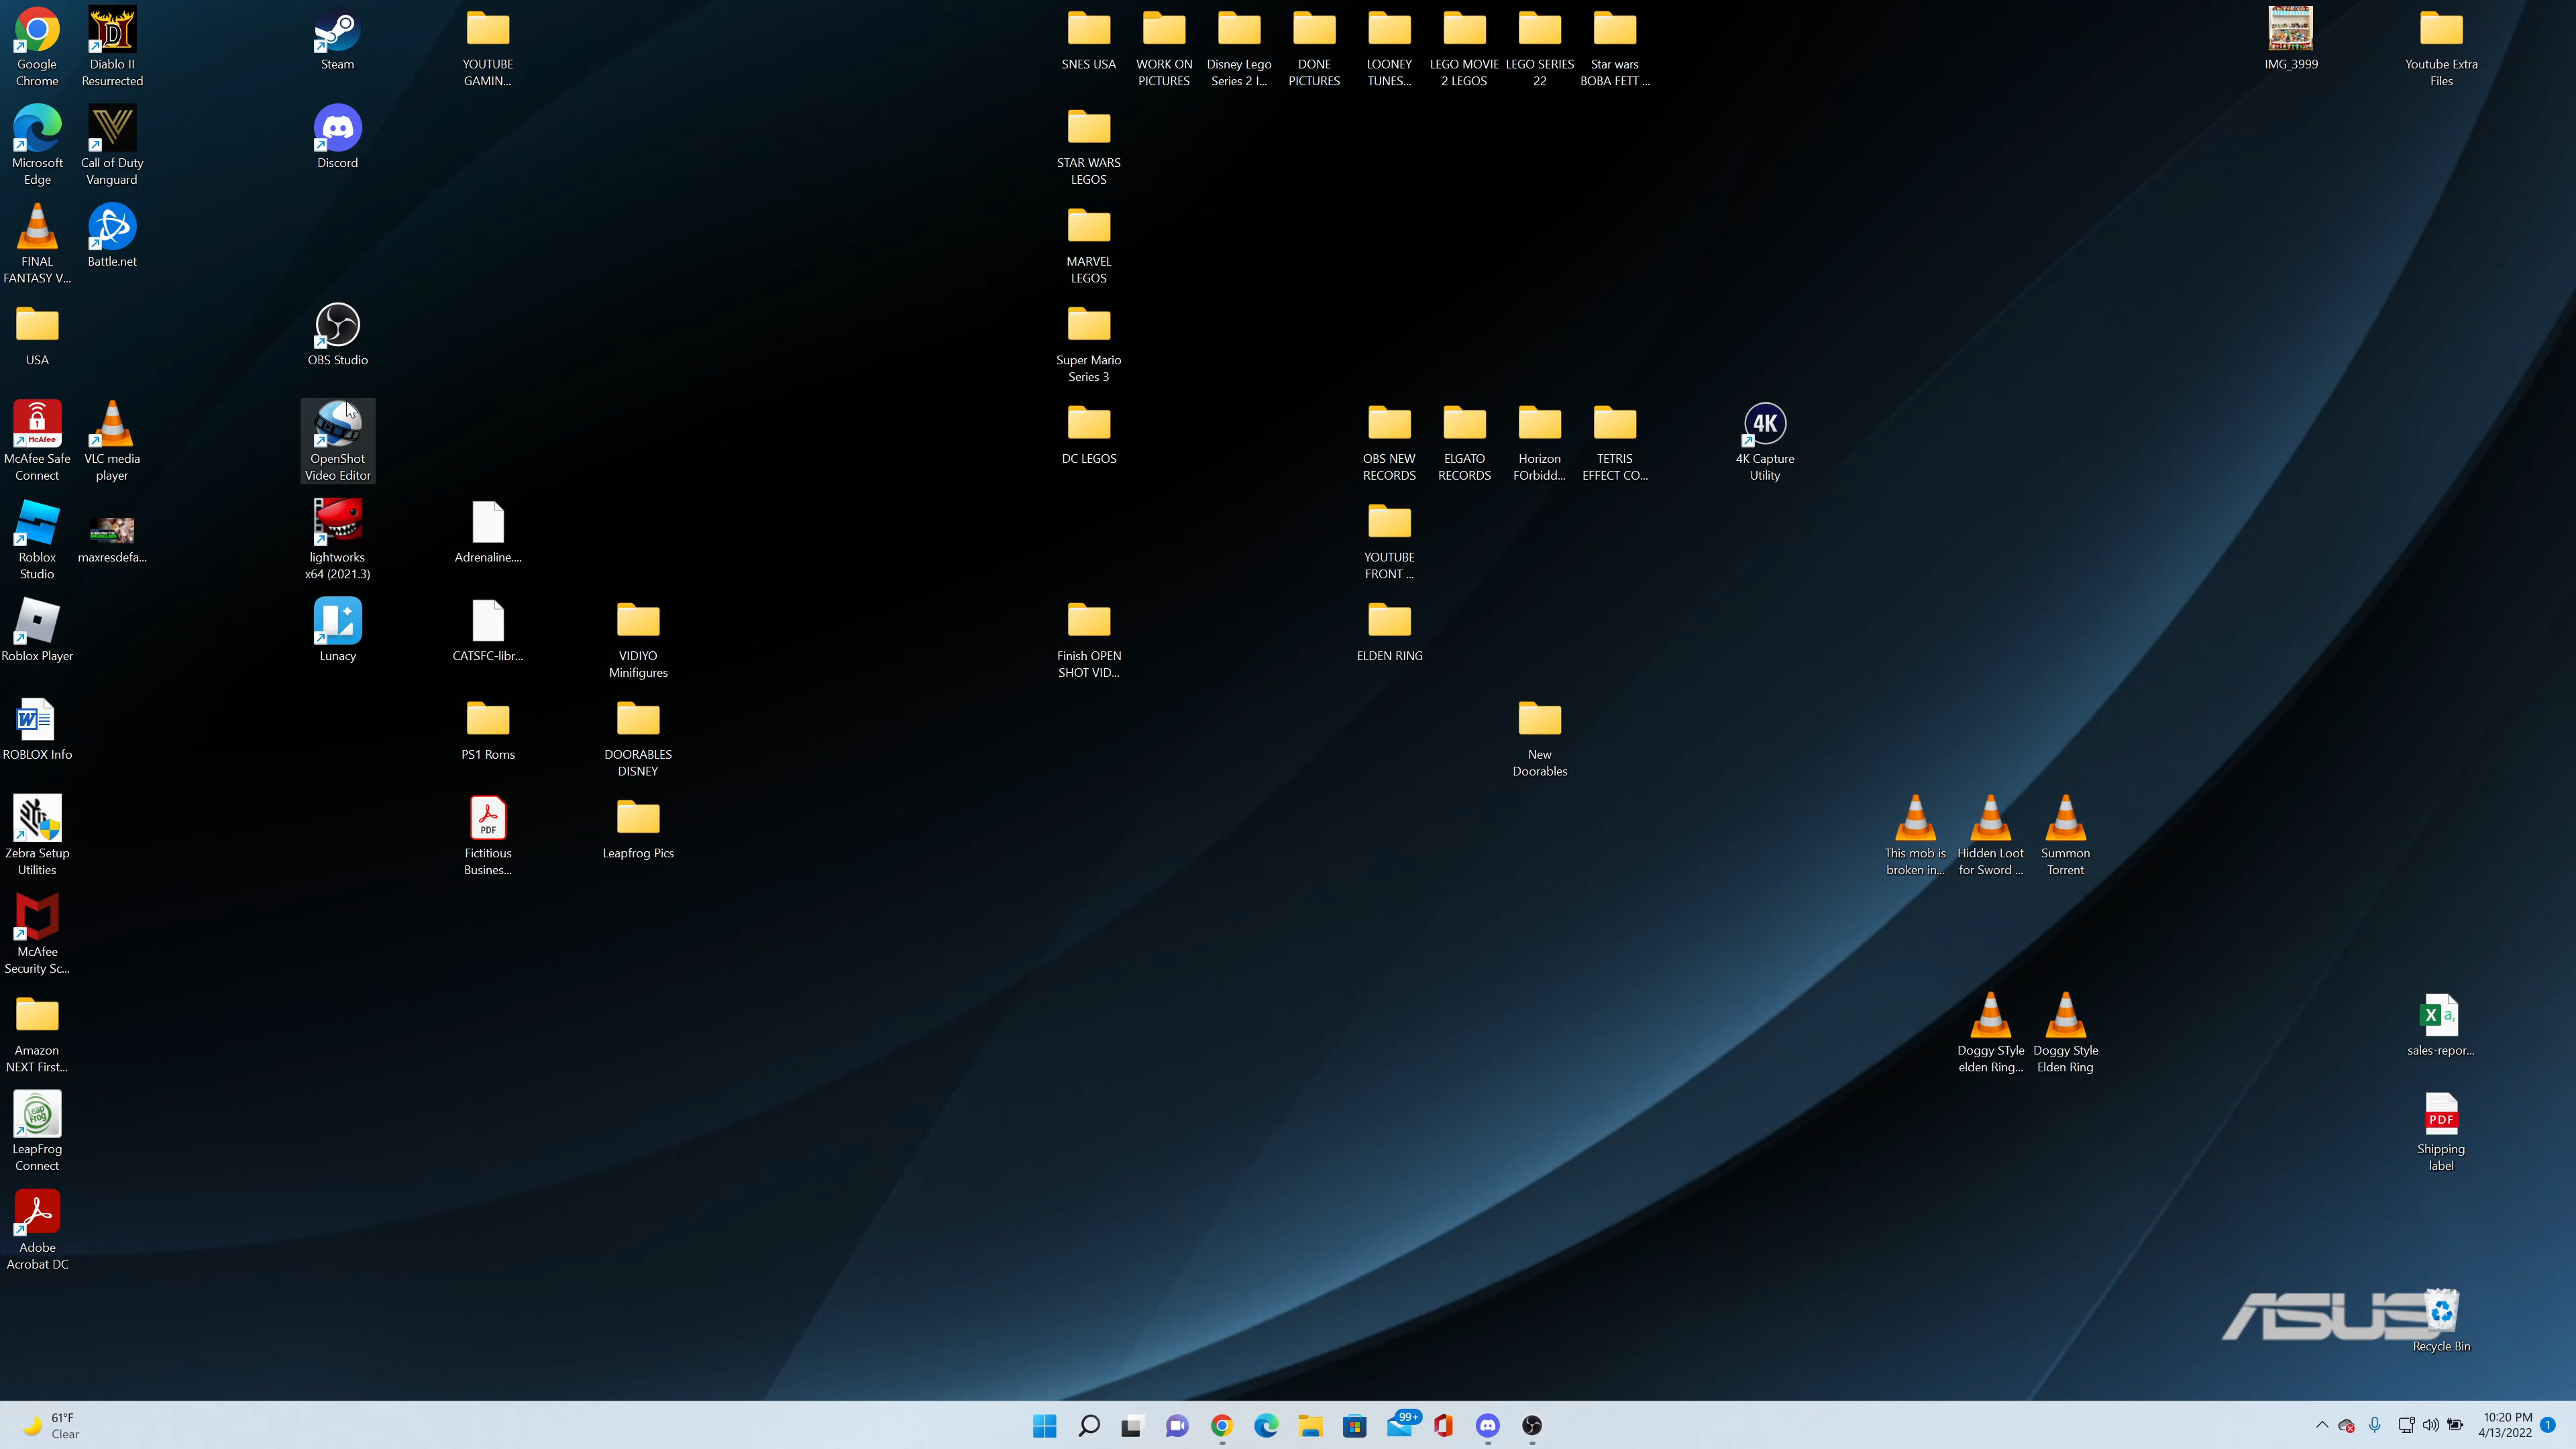 Google
Chrome
Diablo II
Resurrected
Steam
YOUTUBE
GAMIN...
SNES USA
WORK ON
PICTURES
Disney Lego
Series 2 I...
DONE
PICTURES
LOONEY
TUNES...
LEGO MOVIE
2 LEGOS
LEGO SERIES
22
Star wars
BOBA FETT ...
IMG_3999
Youtube Extra
Files
Microsoft
Edge
Call of Duty
Vanguard
Discord
STAR WARS
LEGOS
FINAL
FANTASY V...
Battle.net
MARVEL
LEGOS
USA
OBS Studio
Super Mario
Series 3
McAfee
McAfee Safe
Connect
VLC media
player
OpenShot
Video Editor
DC LEGOS
OBS NEW
RECORDS
ELGATO
RECORDS
Horizon
FOrbidd...
TETRIS
EFFECT CO...
4K
4K Capture
Utility
Roblox
Studio
maxresdefa...
lightworks
x64 (2021.3)
Adrenaline....
YOUTUBE
FRONT ...
Roblox Player
Lunacy
CATSFC-libr...
VIDIYO
Minifigures
Finish OPEN
SHOT VID...
ELDEN RING
ROBLOX Info
PS1 Roms
DOORABLES
DISNEY
New
Doorables
Zebra Setup
Utilities
PDF
Fictitious
Busines...
Leapfrog Pics
This mob is
broken in...
Hidden Loot
for Sword ...
Summon
Torrent
McAfee
Security Sc...
Amazon
NEXT First...
Doggy STyle
elden Ring...
Doggy Style
Elden Ring
X a,
sales-repor...
Leap
Frog
LeapFrog
Connect
PDF
Shipping
label
Adobe
Acrobat DC
ASUS
Recycle Bin
61°F
Clear
99+
10:20 PM
4/13/2022
1